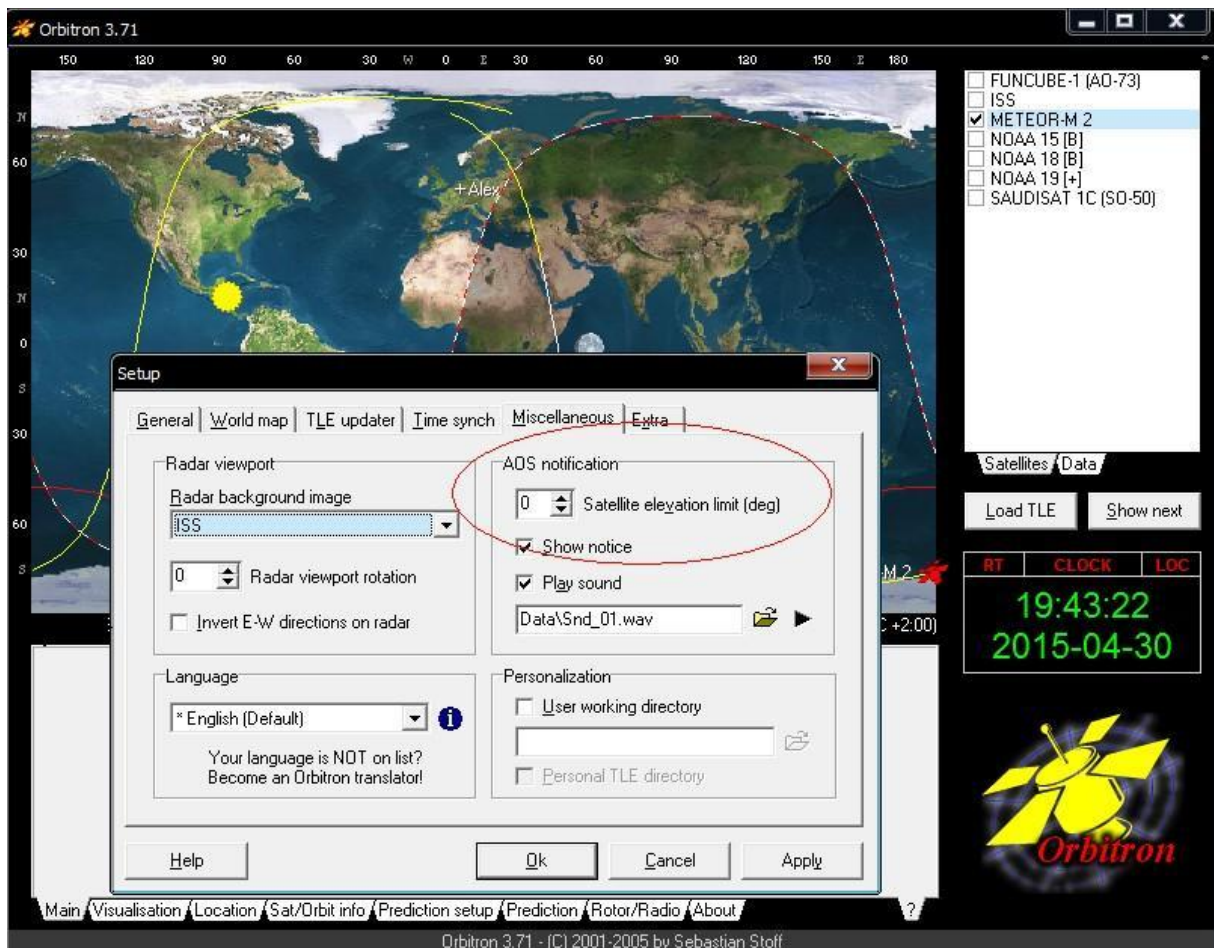 Orbitron 3.71
150 120 90 60 30 W 0 E 30 60 90 120 150 E 180
N
60
30
N
0
S
30
60
S
+Alex
FUNCUBE-1 (AO-73)
ISS
METEOR-M 2
NOAA 15 [B]
NOAA 18 [B]
NOAA 19 [+]
SAUDISAT 1C (SO-50)
Satellites Data
Load TLE Show next
RT CLOCK LOC
19:43:22
2015-04-30
Orbitron
M 2
+2:00)
Setup
General World map TLE updater Time synch Miscellaneous Extra
Radar viewport
Radar background image
ISS
0 Radar viewport rotation
Invert E-W directions on radar
AOS notification
0 Satellite elevation limit (deg)
Show notice
Play sound
Data\Snd_01.wav
Language
* English (Default)
Your language is NOT on list?
Become an Orbitron translator!
Personalization
User working directory
Personal TLE directory
Help Ok Cancel Apply
Main Visualisation Location Sat/Orbit info Prediction setup Prediction Rotor/Radio About ?
Orbitron 3.71 - (C) 2001-2005 by Sebastian Stoff